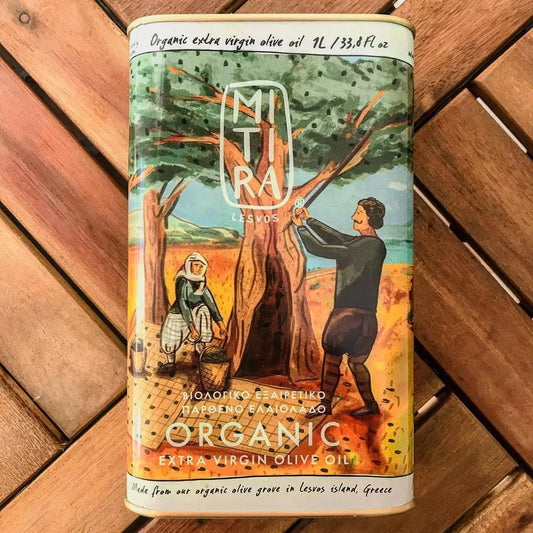 Organic extra virgin olive oil 1L / 33,8 Fl oz
MI
TI
RA
LESVOS ®
ΒΙΟΛΟΓΙΚΟ ΕΞΑΙΡΕΤΙΚΟ
ΠΑΡΘΕΝΟ ΕΛΑΙΟΛΑΔΟ
ORGANIC
EXTRA VIRGIN OLIVE OIL
Made from our organic olive grove in Lesvos island, Greece